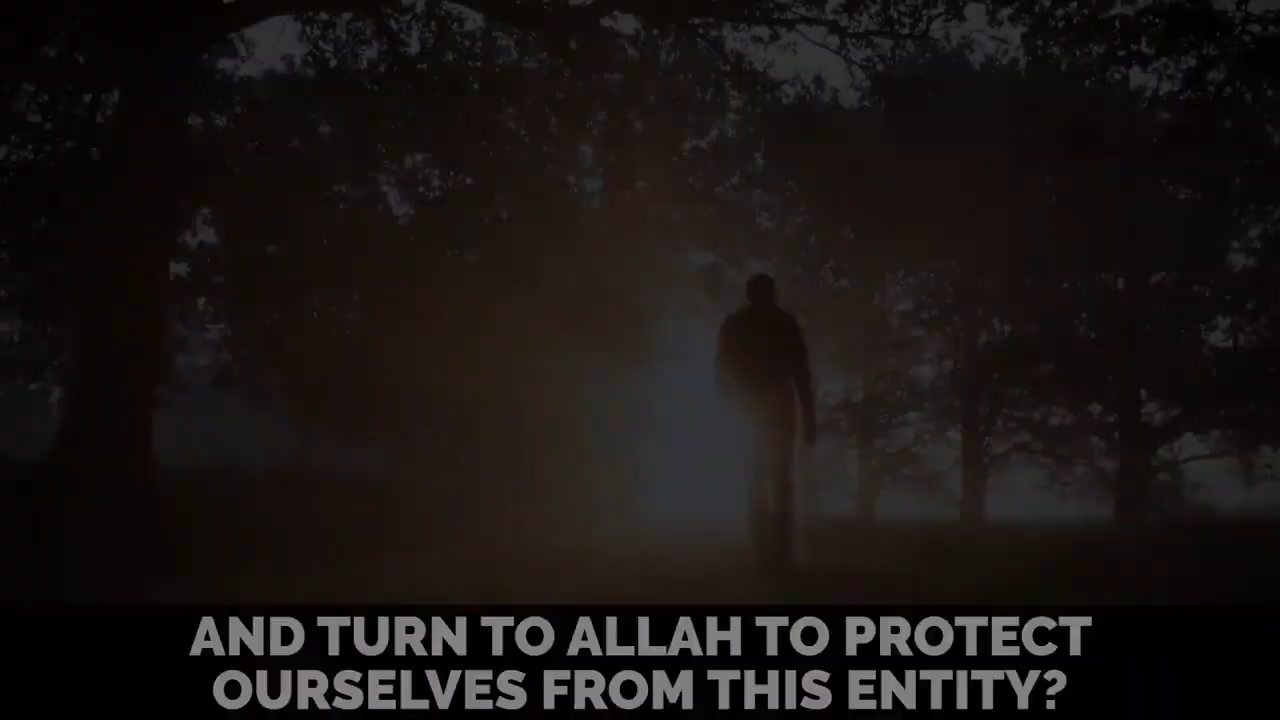 AND TURN TO ALLAH TO PROTECT
OURSELVES FROM THIS ENTITY?